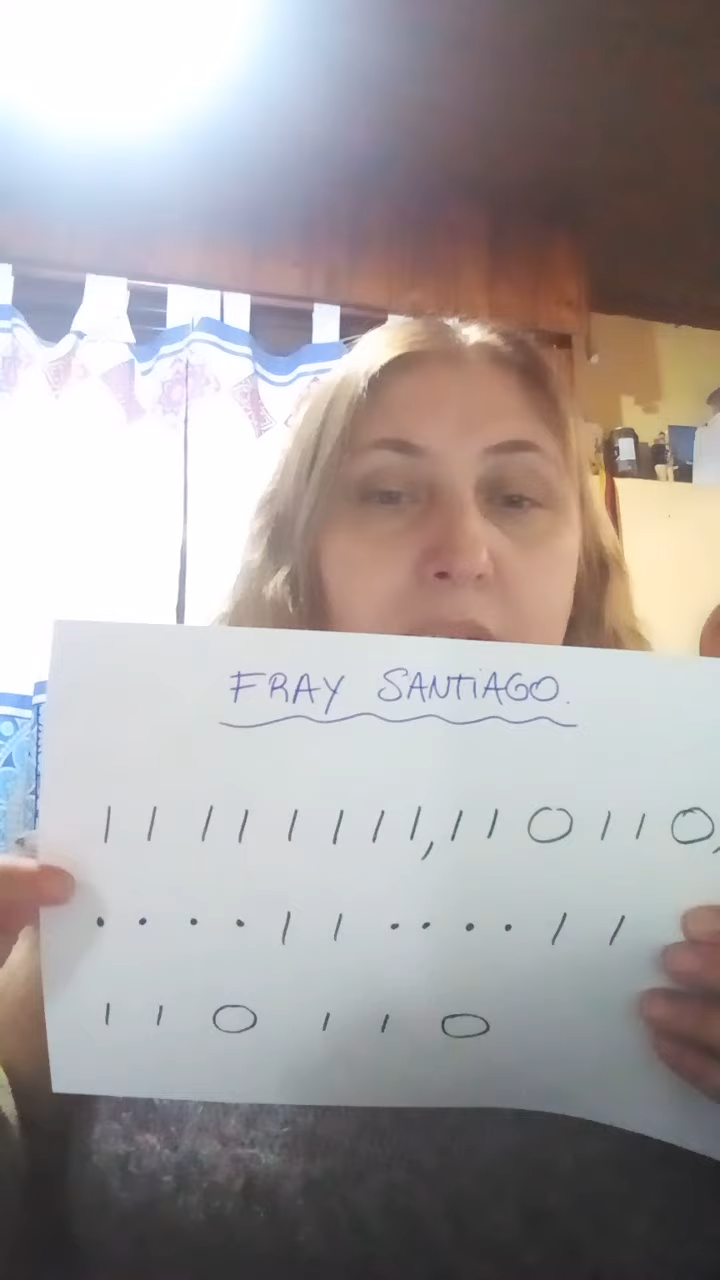 FRAY SANTIAGO.
| | | | | | | |, | | O | | O,
. . . . | | . . . . | |
| | O | | O